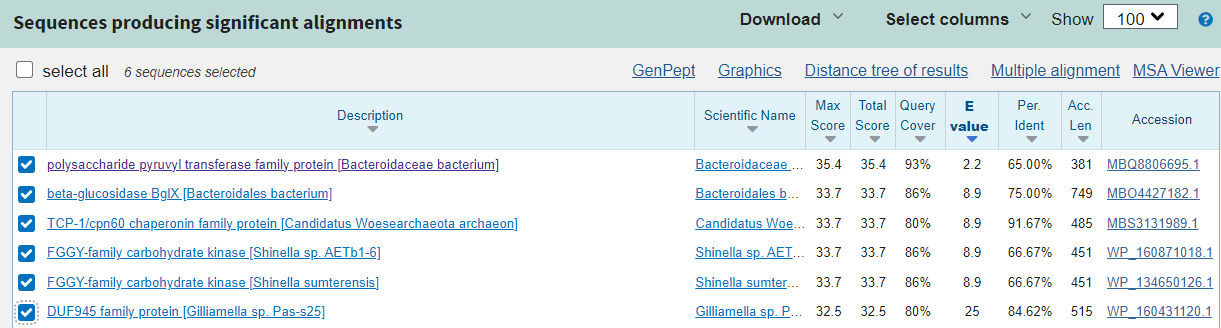 Sequences producing significant alignments Download Select columns Show 100 ?
select all 6 sequences selected GenPept Graphics Distance tree of results Multiple alignment MSA Viewer
Description Scientific Name Max Score Total Score Query Cover E value Per. Ident Acc. Len Accession
polysaccharide pyruvyl transferase family protein [Bacteroidaceae bacterium] Bacteroidaceae ... 35.4 35.4 93% 2.2 65.00% 381 MBQ8806695.1
beta-glucosidase BglX [Bacteroidales bacterium] Bacteroidales b... 33.7 33.7 86% 8.9 75.00% 749 MBO4427182.1
TCP-1/cpn60 chaperonin family protein [Candidatus Woesearchaeota archaeon] Candidatus Woe... 33.7 33.7 80% 8.9 91.67% 485 MBS3131989.1
FGGY-family carbohydrate kinase [Shinella sp. AETb1-6] Shinella sp. AET... 33.7 33.7 86% 8.9 66.67% 451 WP_160871018.1
FGGY-family carbohydrate kinase [Shinella sumterensis] Shinella sumter... 33.7 33.7 86% 8.9 66.67% 451 WP_134650126.1
DUF945 family protein [Gilliamella sp. Pas-s25] Gilliamella sp. P... 32.5 32.5 80% 25 84.62% 515 WP_160431120.1